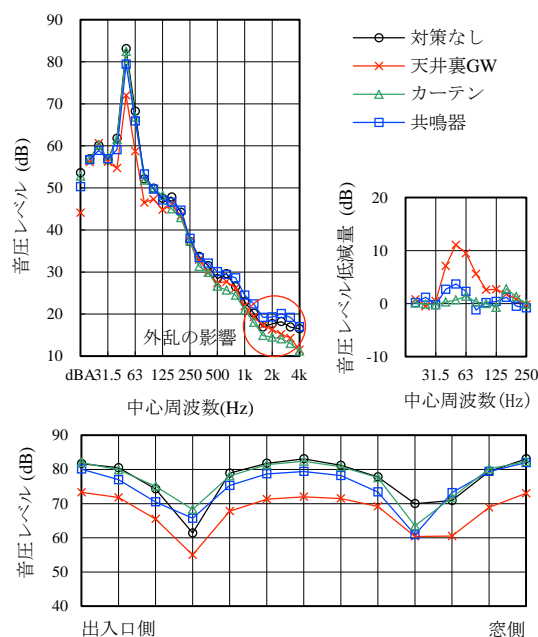 90
80
70
60
50
40
30
20
10
音圧レベル (dB)
外乱の影響
dBA 31.5 63 125 250 500 1k 2k 4k
中心周波数(Hz)
対策なし
天井裏GW
カーテン
共鳴器
20
10
0
-10
音圧レベル低減量 (dB)
31.5 63 125 250
中心周波数(Hz)
90
80
70
60
50
40
音圧レベル (dB)
出入口側 窓側